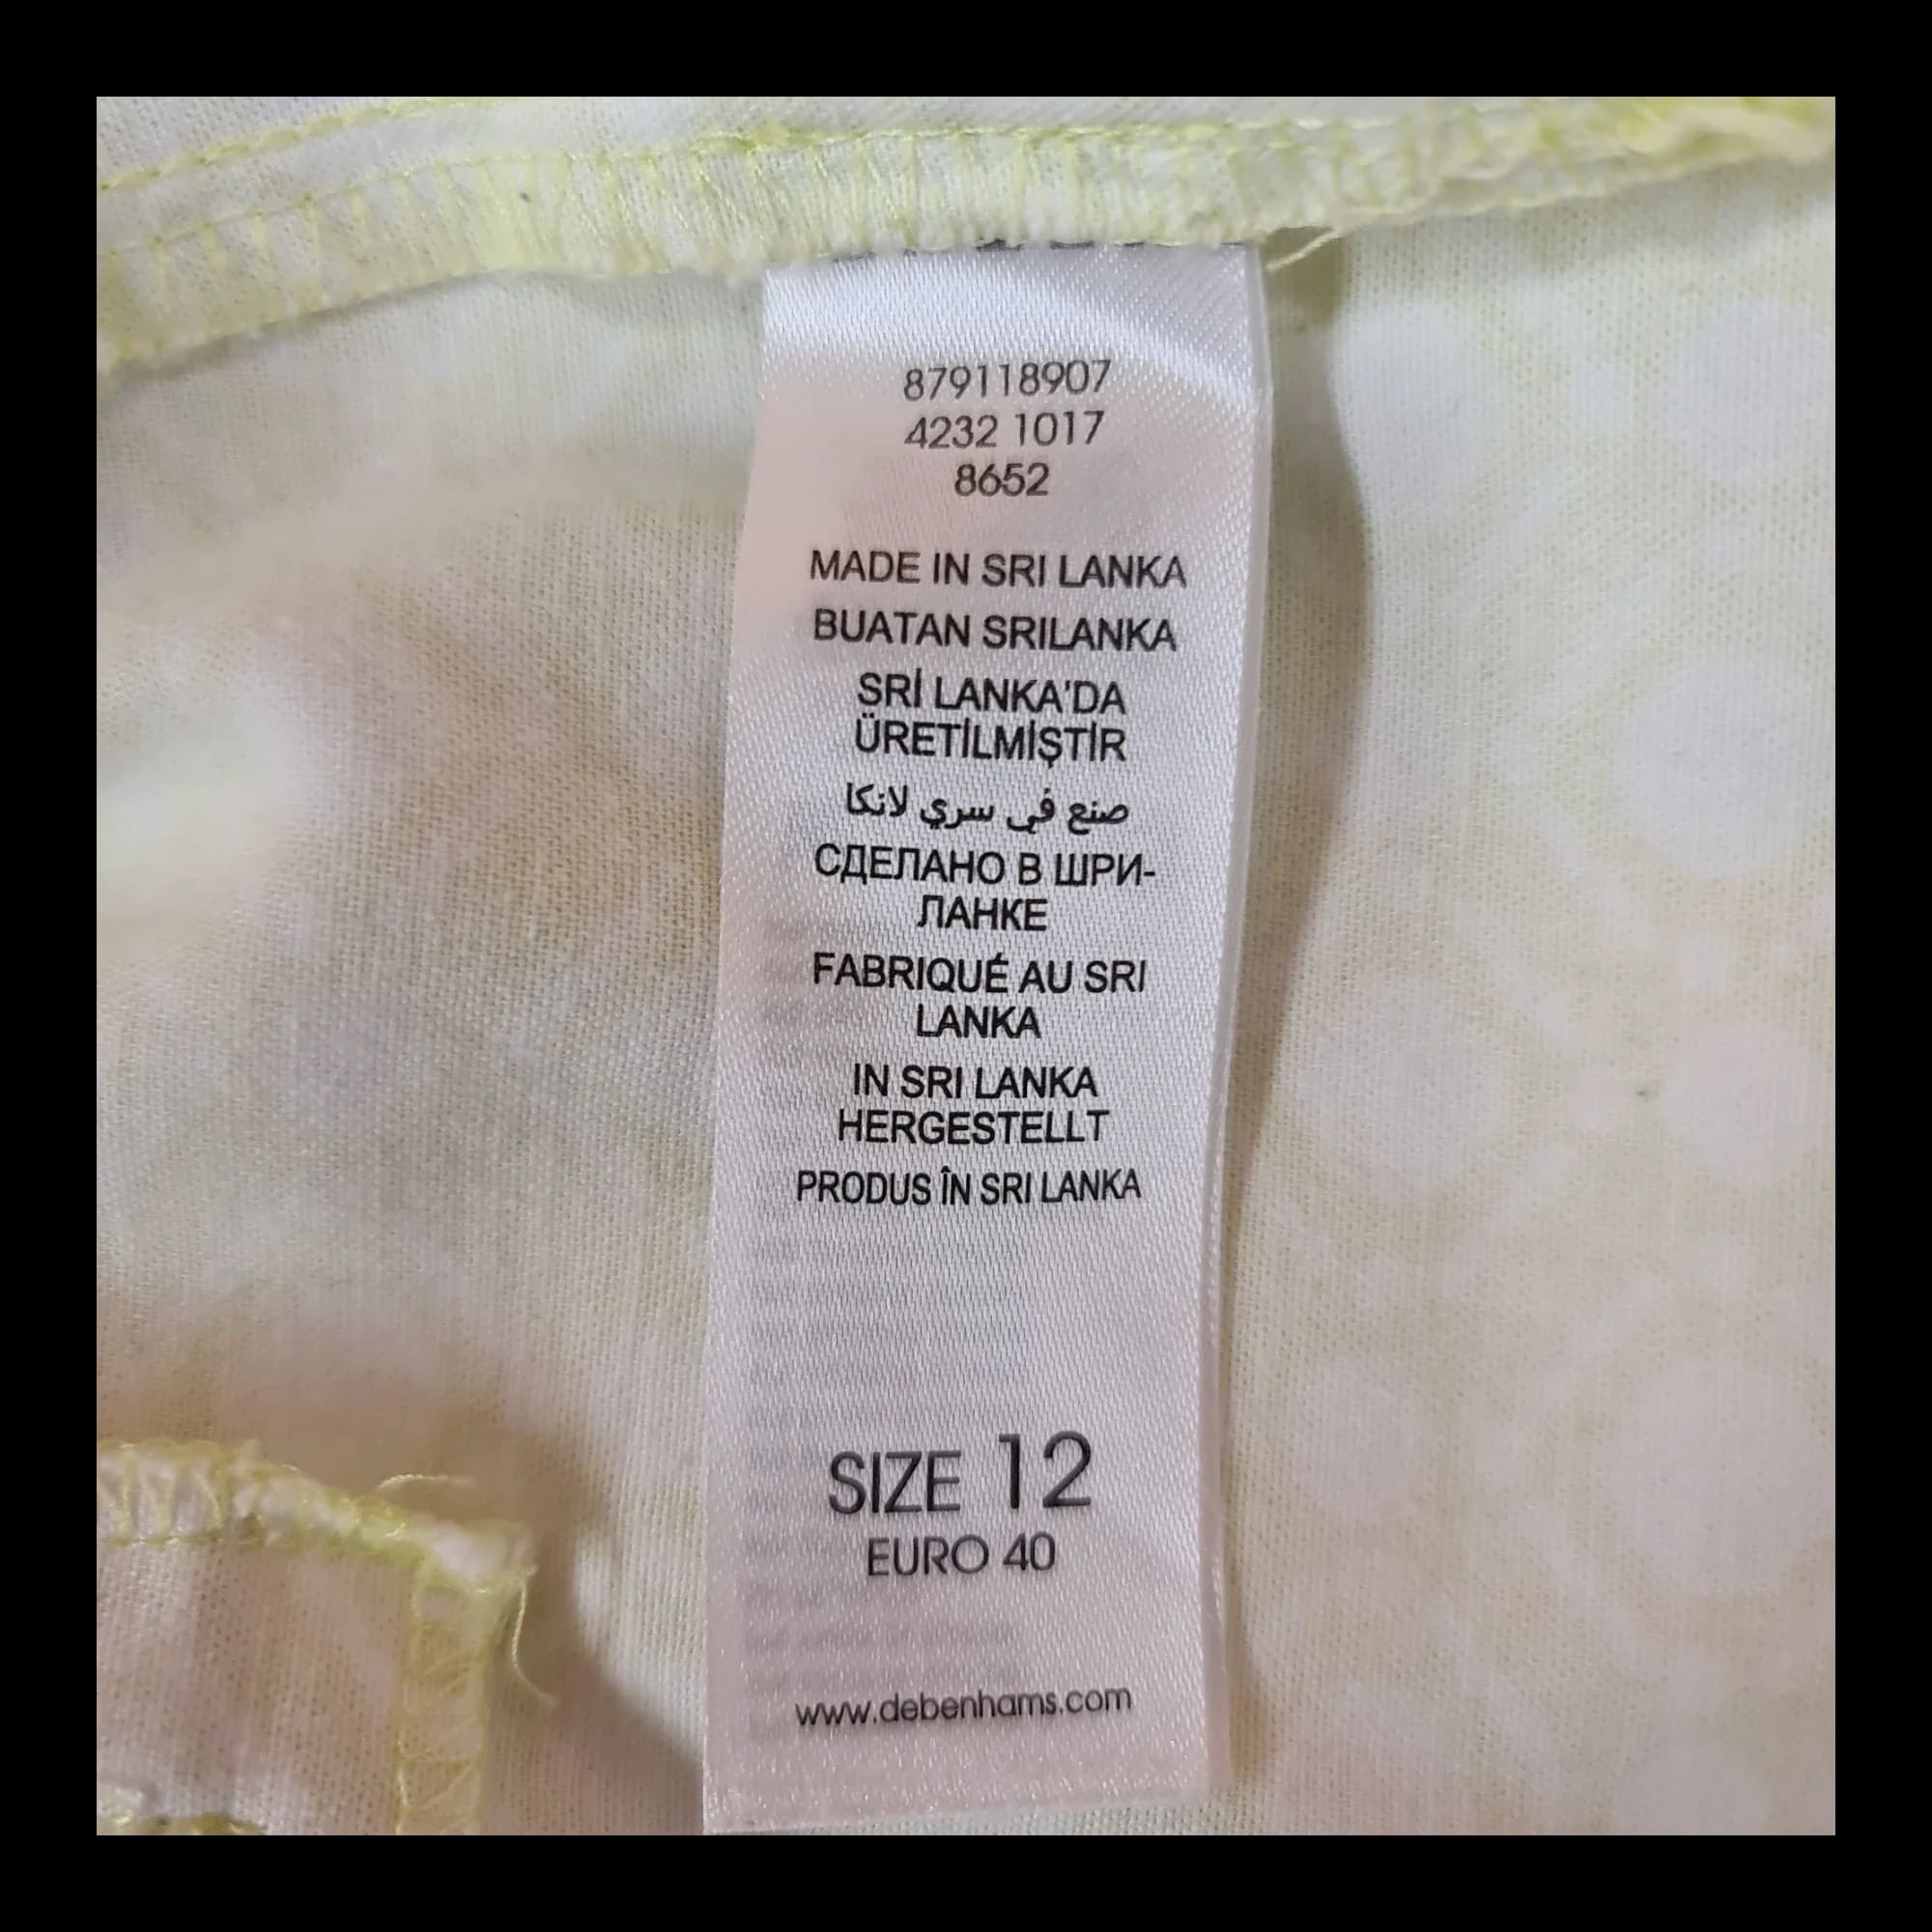 879118907
4232 1017
8652
MADE IN SRI LANKA
BUATAN SRILANKA
SRİ LANKA'DA
ÜRETİLMİŞTİR
صنع في سري لانكا
СДЕЛАНО В ШРИ-
ЛАНКЕ
FABRIQUÉ AU SRI
LANKA
IN SRI LANKA
HERGESTELLT
PRODUS ÎN SRI LANKA
SIZE 12
EURO 40
www.debenhams.com